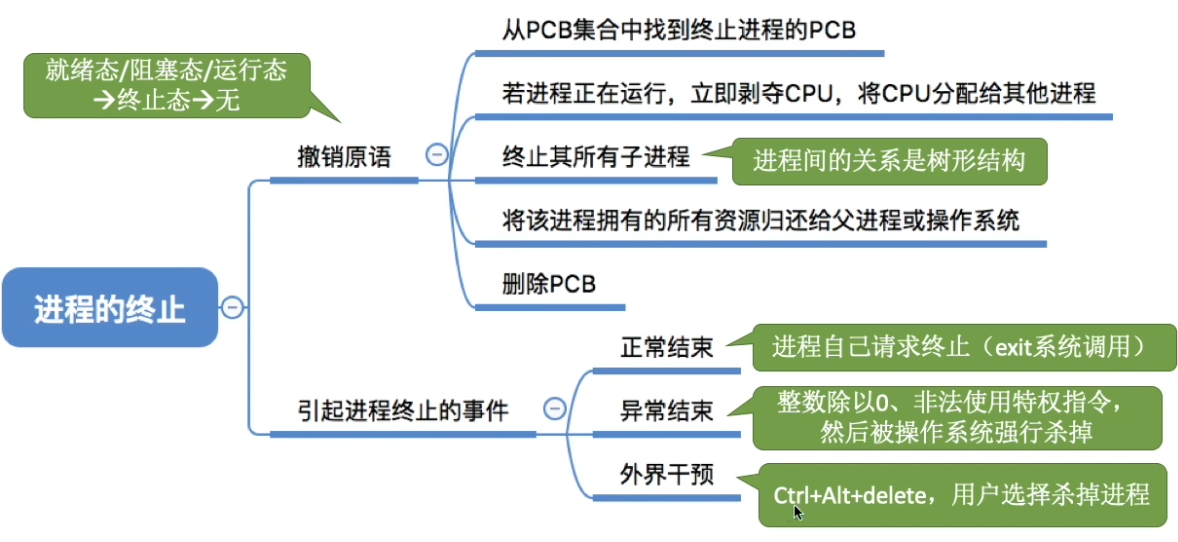 从PCB集合中找到终止进程的PCB
就绪态/阻塞态/运行态
→终止态→无
若进程正在运行，立即剥夺CPU，将CPU分配给其他进程
撤销原语
终止其所有子进程
进程间的关系是树形结构
将该进程拥有的所有资源归还给父进程或操作系统
删除PCB
进程的终止
正常结束
进程自己请求终止（exit系统调用）
引起进程终止的事件
异常结束
整数除以0、非法使用特权指令，
然后被操作系统强行杀掉
外界干预
Ctrl+Alt+delete，用户选择杀掉进程